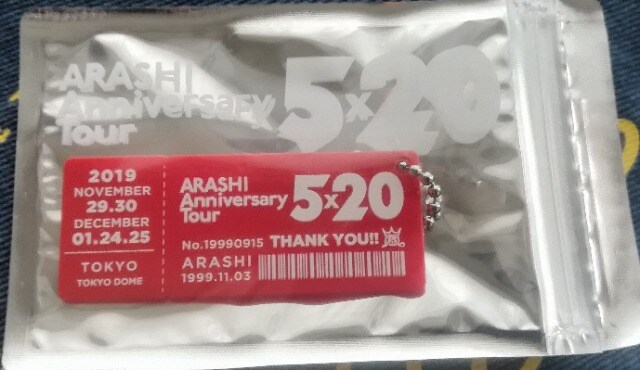 ARASHI
Anniversary
Tour
5x20
2019
NOVEMBER
29.30
DECEMBER
01.24.25
TOKYO
TOKYO DOME
ARASHI
Anniversary
Tour
5x20
No.19990915 THANK YOU!! 嵐
ARASHI
1999.11.03